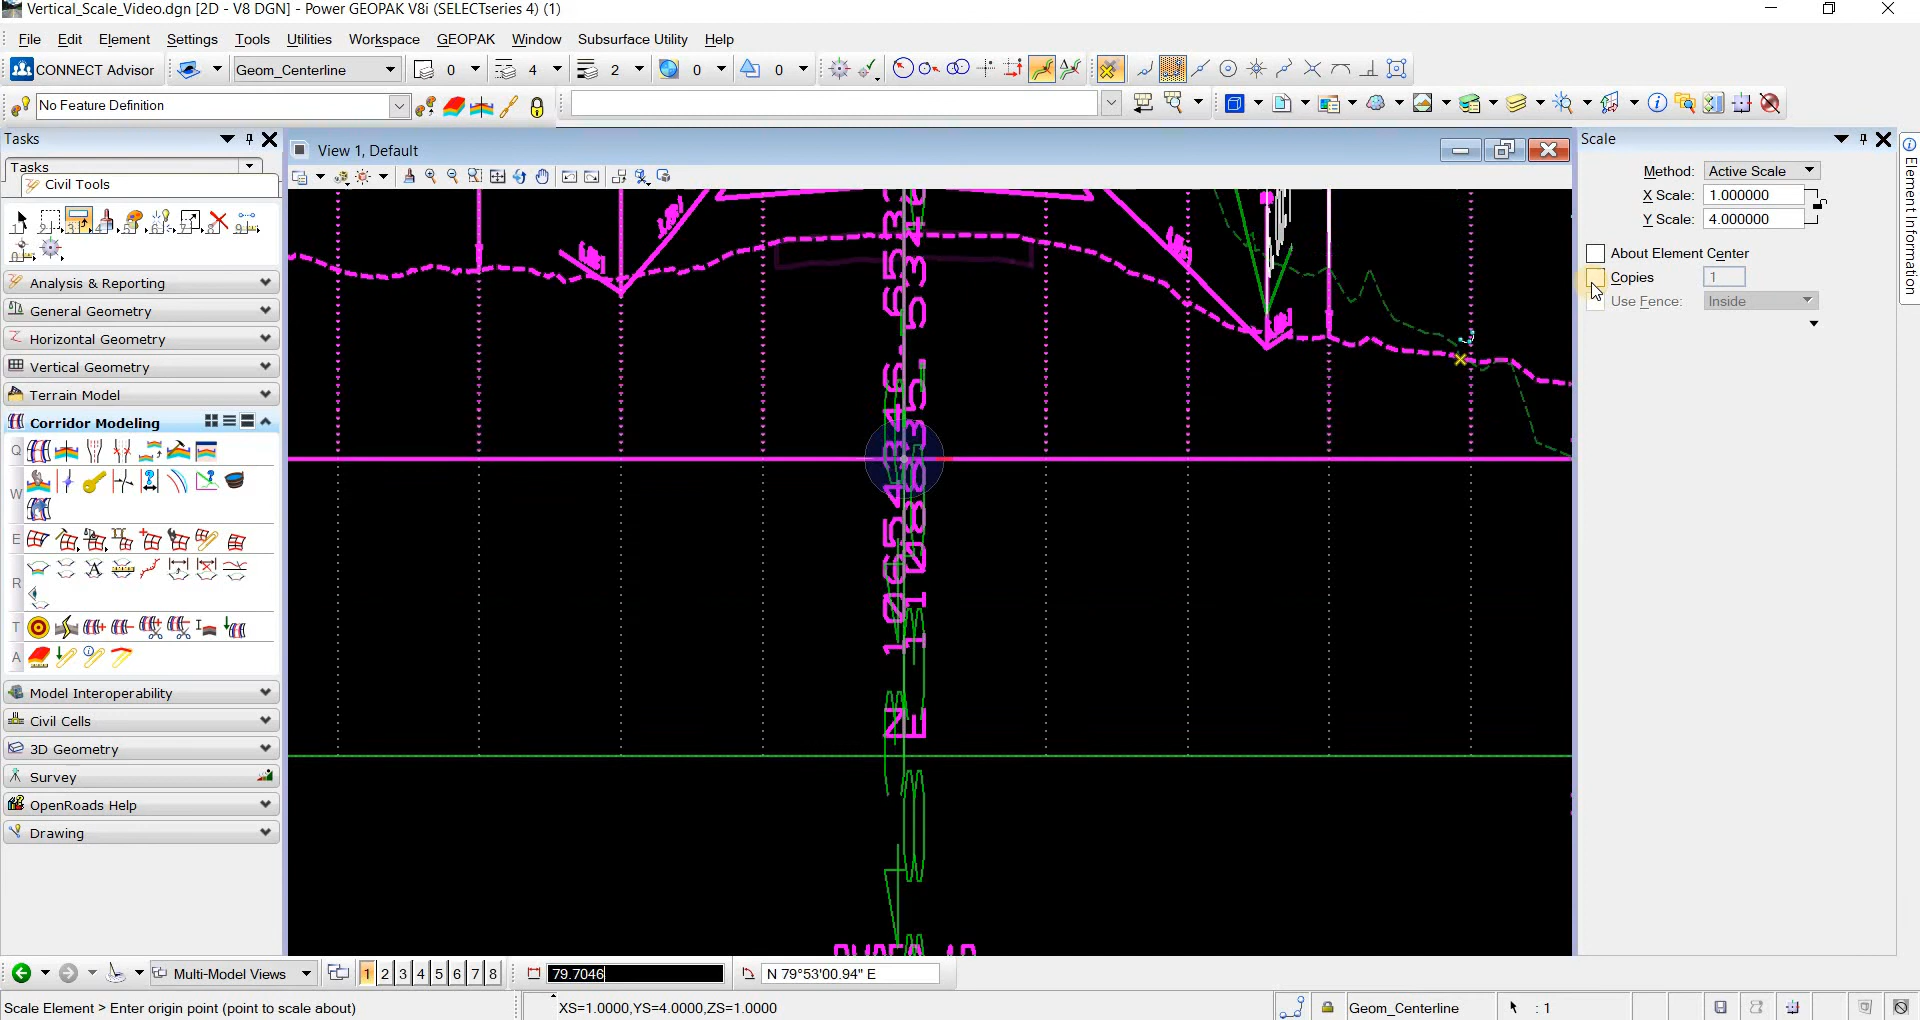 Vertical_Scale_Video.dgn [2D - V8 DGN] - Power GEOPAK V8i (SELECTseries 4) (1)
File Edit Element Settings Tools Utilities Workspace GEOPAK Window Subsurface Utility Help
CONNECT Advisor Geom_Centerline 0 4 2 0 0
No Feature Definition
Tasks
View 1, Default
Scale
Tasks
Civil Tools
Method: Active Scale
X Scale: 1.000000
Y Scale: 4.000000
About Element Center
Copies 1
Use Fence: Inside
Element Information
Analysis & Reporting
General Geometry
Horizontal Geometry
Vertical Geometry
Terrain Model
Corridor Modeling
Q
W
E
R
T
A
Model Interoperability
Civil Cells
3D Geometry
Survey
OpenRoads Help
Drawing
Multi-Model Views 1 2 3 4 5 6 7 8 79.7046 N 79°53'00.94" E
Scale Element > Enter origin point (point to scale about) XS=1.0000,YS=4.0000,ZS=1.0000 Geom_Centerline : 1